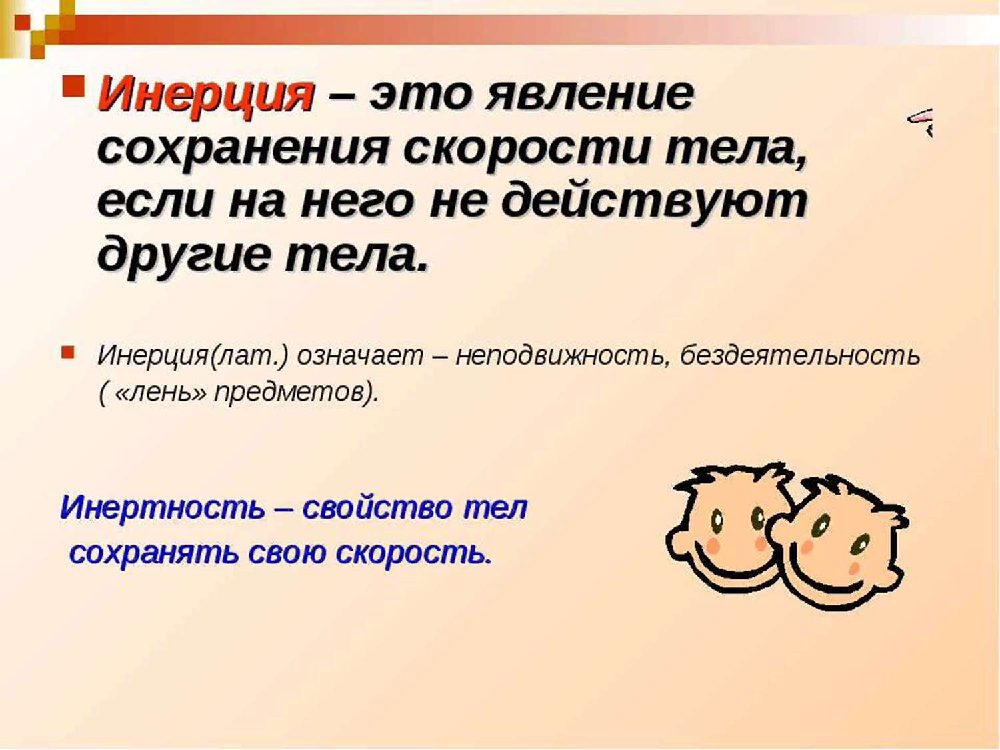 Инерция – это явление
сохранения скорости тела,
если на него не действуют
другие тела.
Инерция(лат.) означает – неподвижность, бездеятельность
( «лень» предметов).
Инертность – свойство тел
сохранять свою скорость.